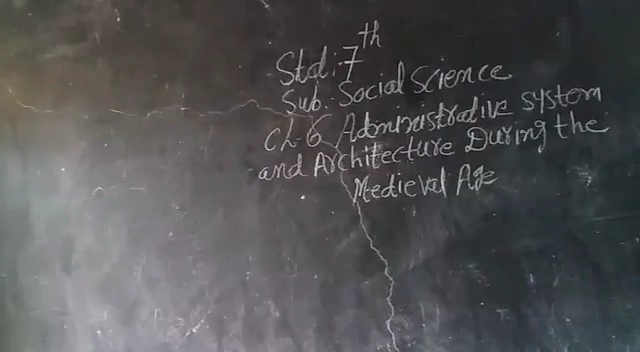 Std:7th
Sub: Social Science
Ch-6 Administrative system
and Architecture During the
Medieval Age